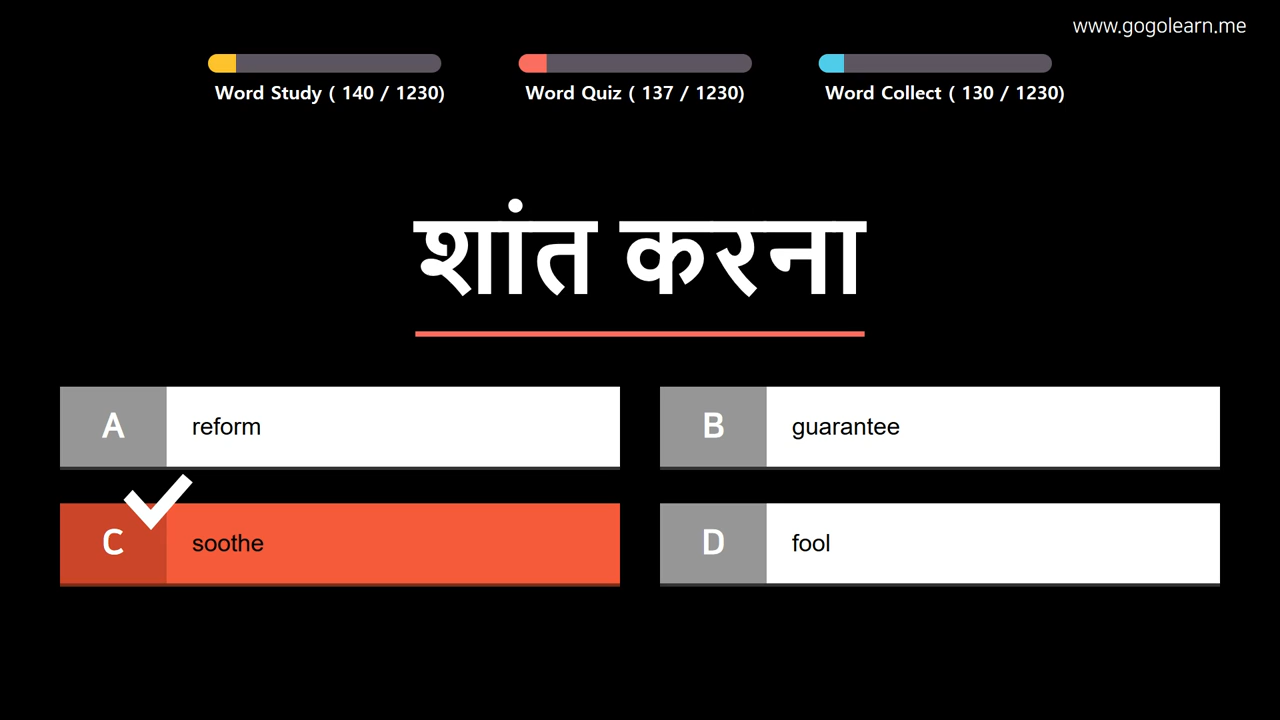 www.gogolearn.me
Word Study ( 140 / 1230)
Word Quiz ( 137 / 1230)
Word Collect ( 130 / 1230)
शांत करना
A
reform
B
guarantee
C
soothe
D
fool